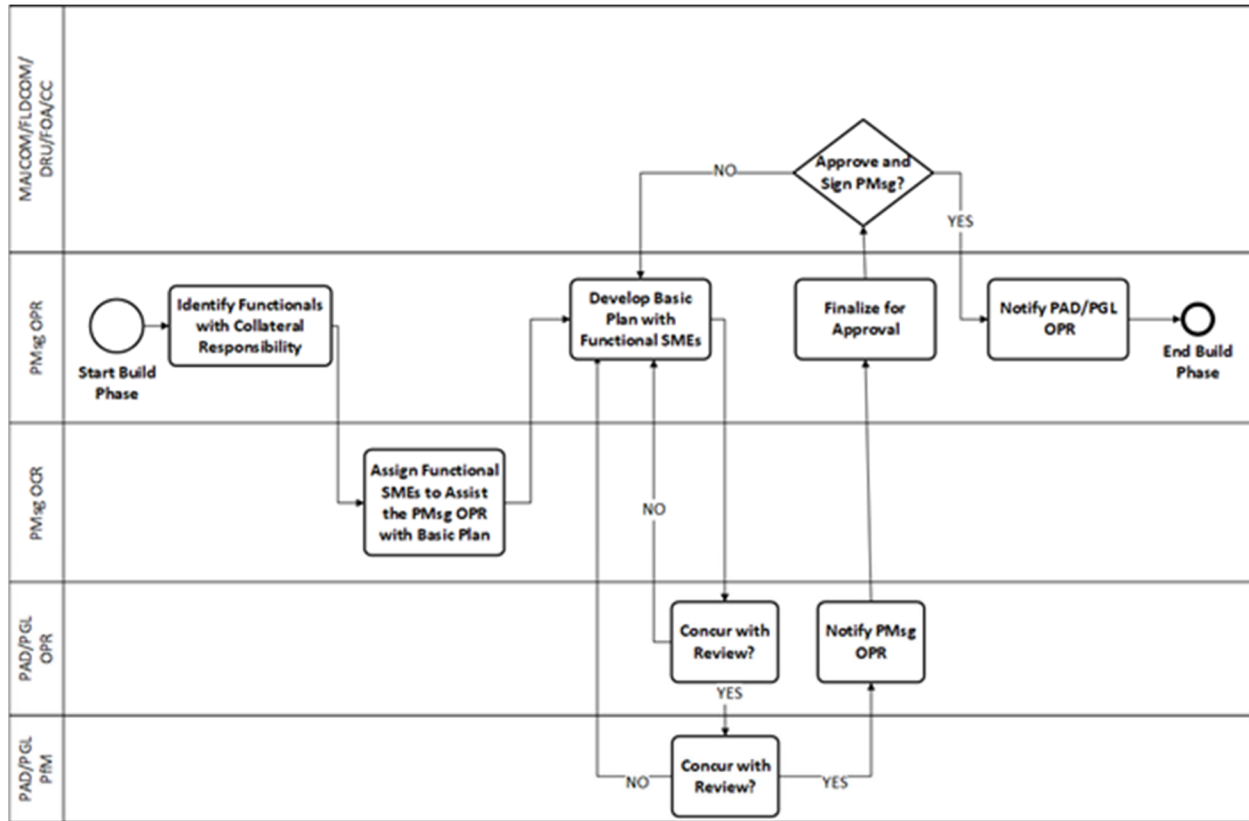 MAJCOM/FLDCOM/
DRU/FOA/CC
Approve and
Sign PMsg?
NO
YES
PMsg OPR
Start Build
Phase
Identify Functionals
with Collateral
Responsibility
Develop Basic
Plan with
Functional SMEs
Finalize for
Approval
Notify PAD/PGL
OPR
End Build
Phase
PMsg OCR
Assign Functional
SMEs to Assist
the PMsg OPR
with Basic Plan
NO
PAD/PGL
OPR
Concur with
Review?
YES
Notify PMsg
OPR
PAD/PGL
PfM
NO
Concur with
Review?
YES